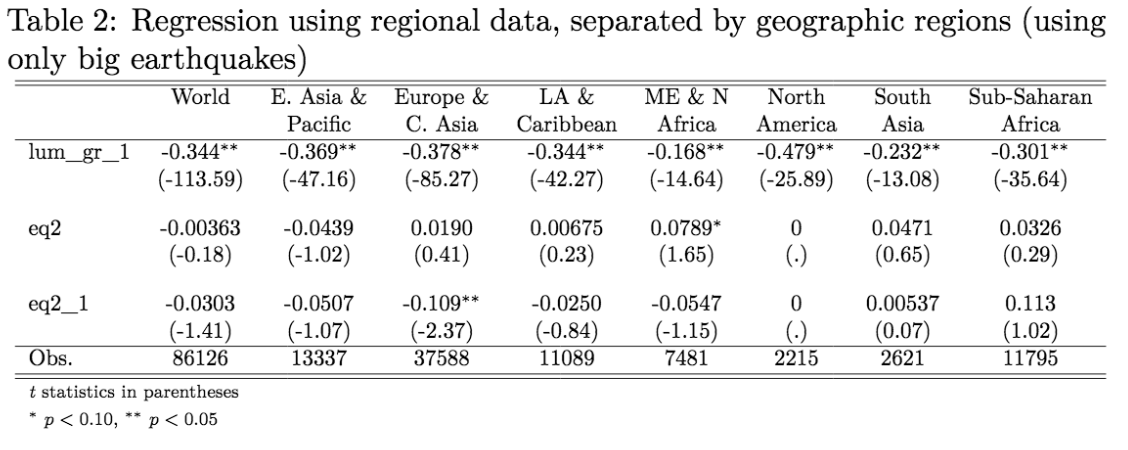 Table 2: Regression using regional data, separated by geographic regions (using
only big earthquakes)
World E. Asia & Europe & LA & ME & N North South Sub-Saharan
Pacific C. Asia Caribbean Africa America Asia Africa
lum_gr_1 -0.344** -0.369** -0.378** -0.344** -0.168** -0.479** -0.232** -0.301**
(-113.59) (-47.16) (-85.27) (-42.27) (-14.64) (-25.89) (-13.08) (-35.64)
eq2 -0.00363 -0.0439 0.0190 0.00675 0.0789* 0 0.0471 0.0326
(-0.18) (-1.02) (0.41) (0.23) (1.65) (.) (0.65) (0.29)
eq2_1 -0.0303 -0.0507 -0.109** -0.0250 -0.0547 0 0.00537 0.113
(-1.41) (-1.07) (-2.37) (-0.84) (-1.15) (.) (0.07) (1.02)
Obs. 86126 13337 37588 11089 7481 2215 2621 11795
t statistics in parentheses
* p < 0.10, ** p < 0.05